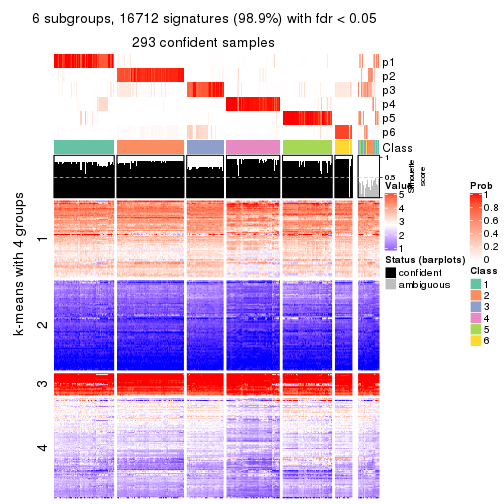 6 subgroups, 16712 signatures (98.9%) with fdr < 0.05
293 confident samples
p1
p2
p3
p4
p5
p6
Class
1
0.5
0
Silhouette
score
k-means with 4 groups
1
2
3
4
Value
5
4
3
2
1
Status (barplots)
confident
ambiguous
Prob
1
0.8
0.6
0.4
0.2
0
Class
1
2
3
4
5
6